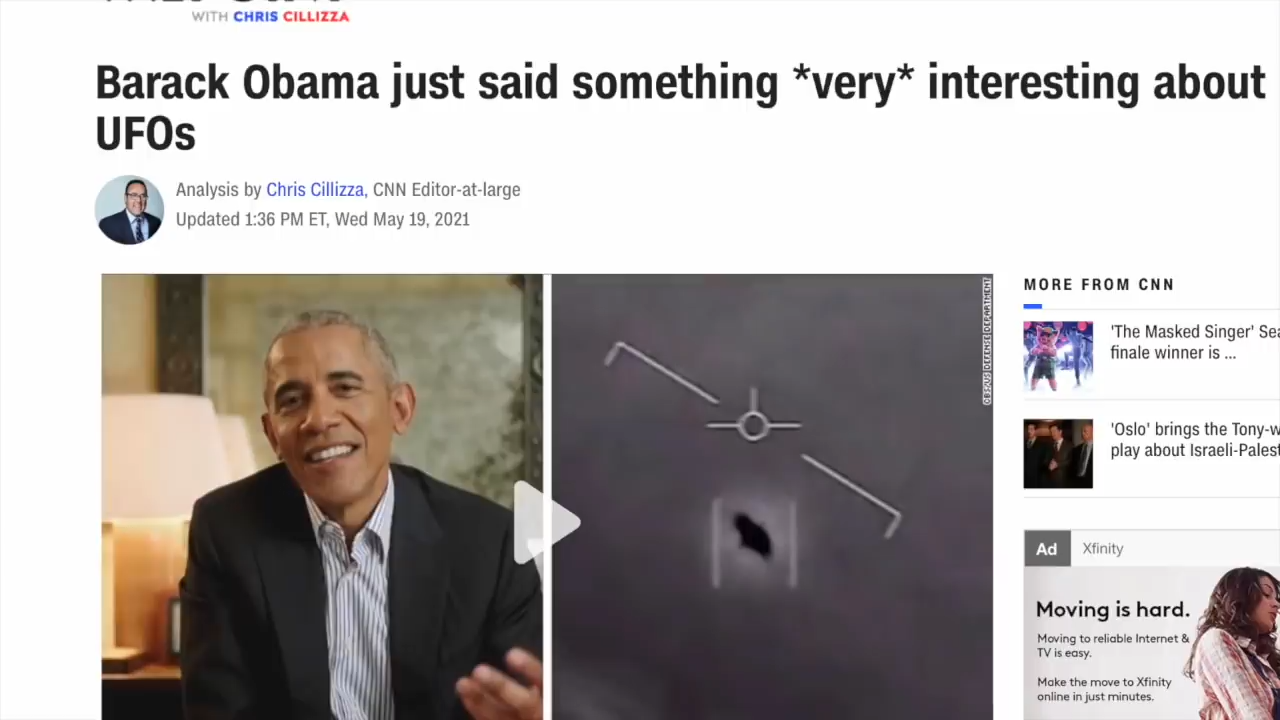 WITH CHRIS CILLIZZA
Barack Obama just said something *very* interesting about
UFOs
Analysis by Chris Cillizza, CNN Editor-at-large
Updated 1:36 PM ET, Wed May 19, 2021
MORE FROM CNN
'The Masked Singer' Sea
finale winner is ...
'Oslo' brings the Tony-w
play about Israeli-Palest
Ad Xfinity
Moving is hard.
Moving to reliable Internet &
TV is easy.
Make the move to Xfinity
online in just minutes.